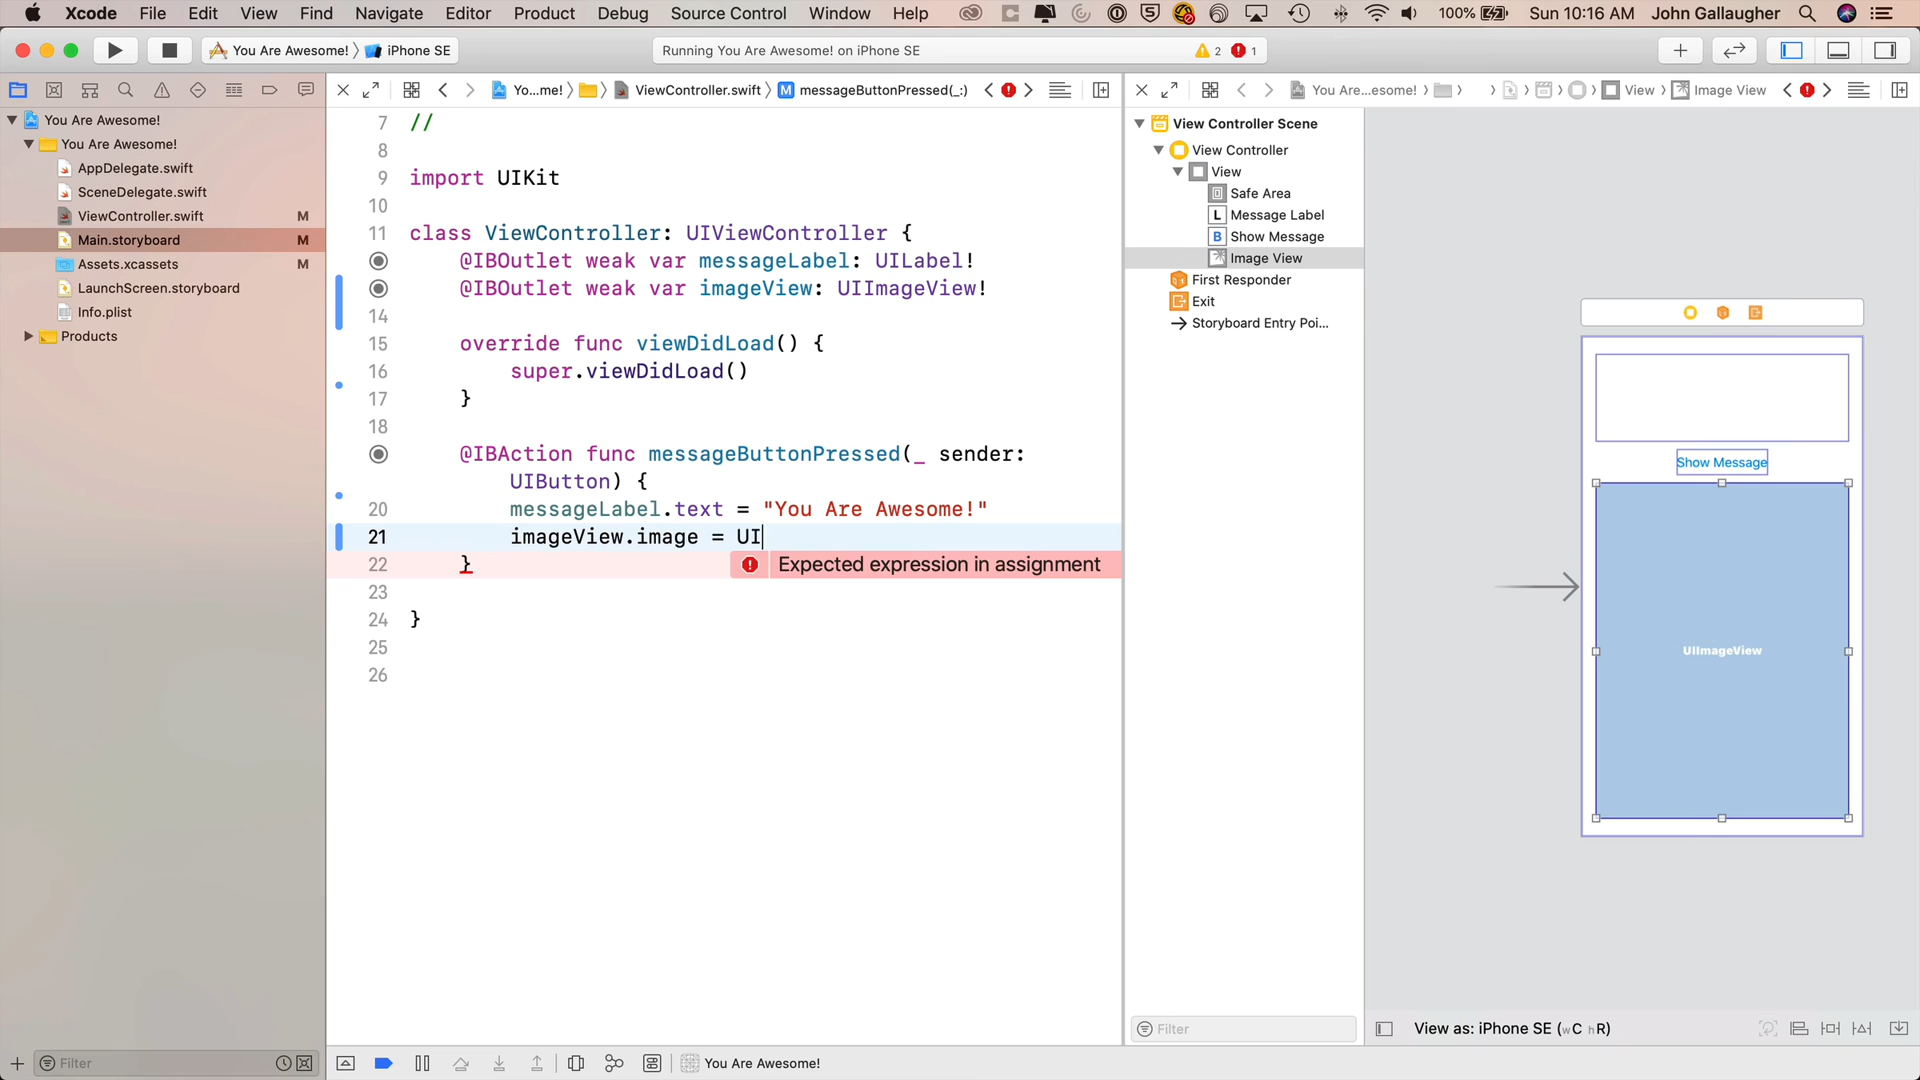 Xcode File Edit View Find Navigate Editor Product Debug Source Control Window Help 100% Sun 10:16 AM John Gallaugher
You Are Awesome! iPhone SE
Running You Are Awesome! on iPhone SE
2 1
Yo...me! ViewController.swift M messageButtonPressed(_:)
You Are...esome! View Image View
You Are Awesome!
You Are Awesome!
AppDelegate.swift
SceneDelegate.swift
ViewController.swift M
Main.storyboard M
Assets.xcassets M
LaunchScreen.storyboard
Info.plist
Products
7 //
8
9 import UIKit
10
11 class ViewController: UIViewController {
@IBOutlet weak var messageLabel: UILabel!
@IBOutlet weak var imageView: UIImageView!
14
15 override func viewDidLoad() {
16 super.viewDidLoad()
17 }
18
@IBAction func messageButtonPressed(_ sender:
UIButton) {
20 messageLabel.text = "You Are Awesome!"
21 imageView.image = UI
22 } Expected expression in assignment
23
24 }
25
26
View Controller Scene
View Controller
View
Safe Area
L Message Label
B Show Message
Image View
First Responder
Exit
Storyboard Entry Poi...
Show Message
UIImageView
Filter
View as: iPhone SE (wC hR)
Filter
You Are Awesome!